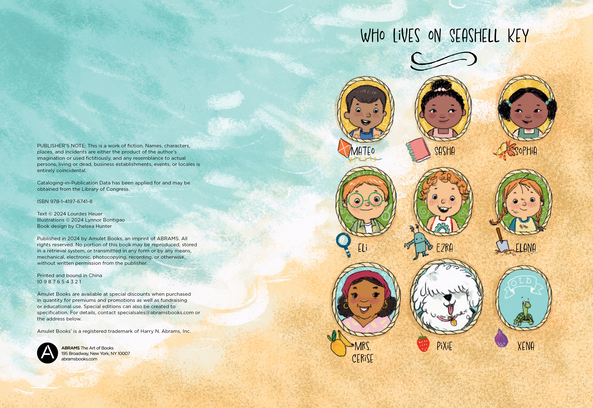 PUBLISHER'S NOTE: This is a work of fiction. Names, characters,
places, and incidents are either the product of the author's
imagination or used fictitiously, and any resemblance to actual
persons, living or dead, business establishments, events, or locales is
entirely coincidental.
Cataloging-in-Publication Data has been applied for and may be
obtained from the Library of Congress.
ISBN 978-1-4197-6741-8
Text © 2024 Lourdes Heuer
Illustrations © 2024 Lynnor Bontigao
Book design by Chelsea Hunter
Published in 2024 by Amulet Books, an imprint of ABRAMS. All
rights reserved. No portion of this book may be reproduced, stored
in a retrieval system, or transmitted in any form or by any means,
mechanical, electronic, photocopying, recording, or otherwise,
without written permission from the publisher.
Printed and bound in China
10 9 8 7 6 5 4 3 2 1
Amulet Books are available at special discounts when purchased
in quantity for premiums and promotions as well as fundraising
or educational use. Special editions can also be created to
specification. For details, contact specialsales@abramsbooks.com or
the address below.
Amulet Books® is a registered trademark of Harry N. Abrams, Inc.
A
ABRAMS The Art of Books
195 Broadway, New York, NY 10007
abramsbooks.com
WHO LIVES ON SEASHELL KEY
MATEO
SASHA
SOPHIA
ELI
EZRA
ELANA
MRS.
CERISE
PIXIE
XENA